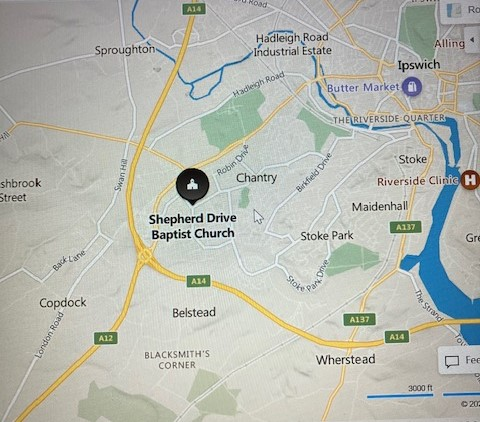 A14
Road
Ro
Hadleigh Road
Industrial Estate
Sproughton
Alling
Ipswich
Hadleigh Road
Butter Market
THE RIVERSIDE QUARTER
Robin Drive
Stoke
Swan Hill
Chantry
Birkfield Drive
Riverside Clinic
H
shbrook
Street
Maidenhall
Shepherd Drive
Baptist Church
A137
Stoke Park
Gre
Back Lane
Stoke Park Drive
A14
The Strand
Copdock
Belstead
London Road
A137
A12
A14
BLACKSMITH'S
CORNER
Wherstead
Fee
3000 ft